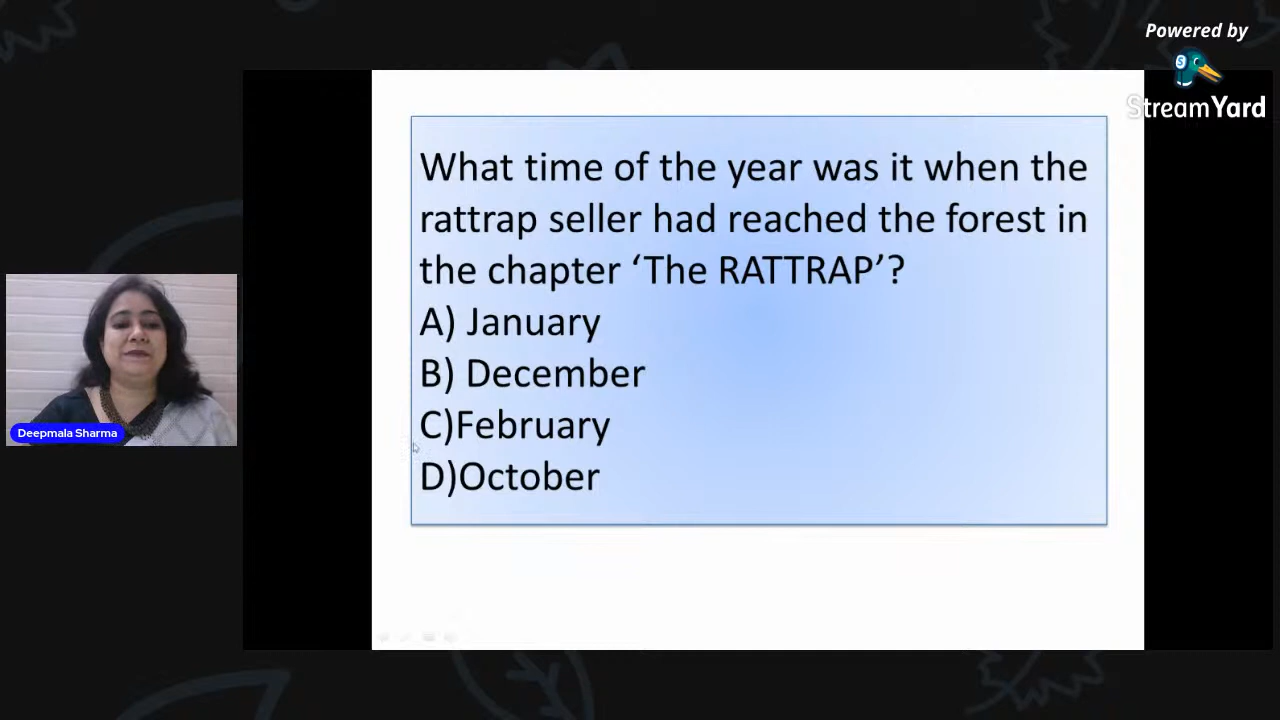 Powered by
StreamYard
What time of the year was it when the
rattrap seller had reached the forest in
the chapter ‘The RATTRAP’?
A) January
B) December
C)February
D)October
Deepmala Sharma